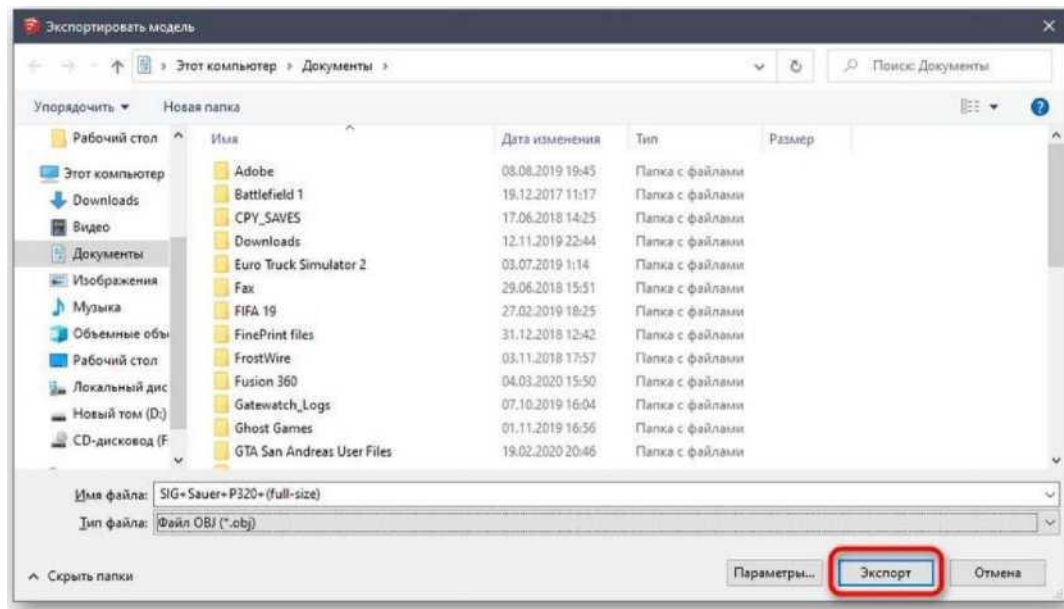 Экспортировать модель
Этот компьютер › Документы ›
Поиск: Документы
Упорядочить
Новая папка
Рабочий стол
Имя
Дата изменения
Тип
Размер
Этот компьютер
Adobe
08.08.2019 19:45
Папка с файлами
Downloads
Battlefield 1
19.12.2017 11:17
Папка с файлами
Видео
CPY_SAVES
17.06.2018 14:25
Папка с файлами
Документы
Downloads
12.11.2019 22:44
Папка с файлами
Изображения
Euro Truck Simulator 2
03.07.2019 1:14
Папка с файлами
Музыка
Fax
29.06.2018 15:51
Папка с файлами
Объемные объ
FIFA 19
27.02.2019 18:25
Папка с файлами
Рабочий стол
FinePrint files
31.12.2018 12:42
Папка с файлами
Локальный дис
FrostWire
03.11.2018 17:57
Папка с файлами
Новый том (D:)
Fusion 360
04.03.2020 15:50
Папка с файлами
CD-дисковод (F
Gatewatch_Logs
07.10.2019 16:04
Папка с файлами
Ghost Games
01.11.2019 16:56
Папка с файлами
GTA San Andreas User Files
19.02.2020 20:46
Папка с файлами
Имя файла: SIG+Sauer+P320+(full-size)
Тип файла: Файл OBJ (*.obj)
Скрыть папки
Параметры...
Экспорт
Отмена